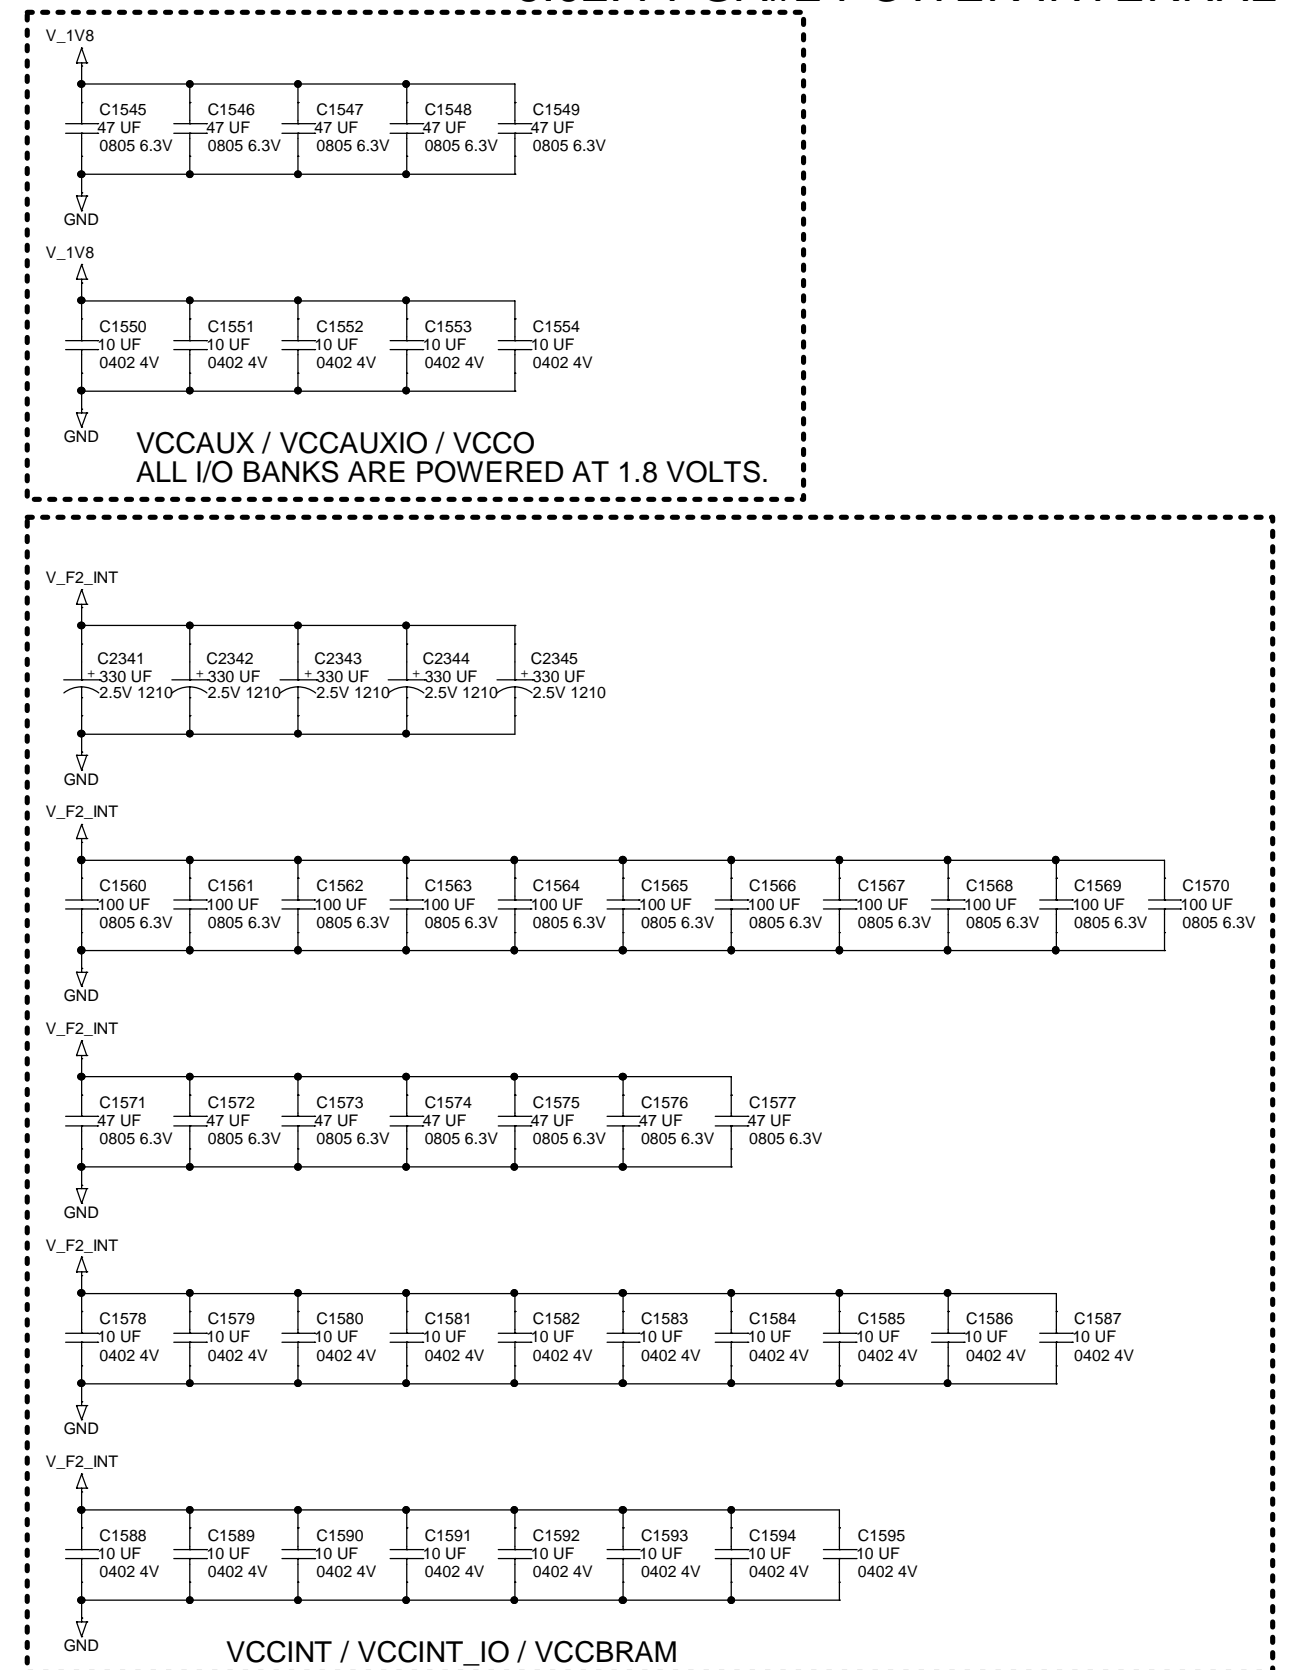 V_1V8
C1545 C1546 C1547 C1548 C1549
47 UF 47 UF 47 UF 47 UF 47 UF
0805 6.3V 0805 6.3V 0805 6.3V 0805 6.3V 0805 6.3V
GND
V_1V8
C1550 C1551 C1552 C1553 C1554
10 UF 10 UF 10 UF 10 UF 10 UF
0402 4V 0402 4V 0402 4V 0402 4V 0402 4V
GND
VCCAUX / VCCAUXIO / VCCO
ALL I/O BANKS ARE POWERED AT 1.8 VOLTS.
V_F2_INT
C2341 C2342 C2343 C2344 C2345
+ 330 UF + 330 UF + 330 UF + 330 UF + 330 UF
2.5V 1210 2.5V 1210 2.5V 1210 2.5V 1210 2.5V 1210
GND
V_F2_INT
C1560 C1561 C1562 C1563 C1564 C1565 C1566 C1567 C1568 C1569 C1570
100 UF 100 UF 100 UF 100 UF 100 UF 100 UF 100 UF 100 UF 100 UF 100 UF 100 UF
0805 6.3V 0805 6.3V 0805 6.3V 0805 6.3V 0805 6.3V 0805 6.3V 0805 6.3V 0805 6.3V 0805 6.3V 0805 6.3V 0805 6.3V
GND
V_F2_INT
C1571 C1572 C1573 C1574 C1575 C1576 C1577
47 UF 47 UF 47 UF 47 UF 47 UF 47 UF 47 UF
0805 6.3V 0805 6.3V 0805 6.3V 0805 6.3V 0805 6.3V 0805 6.3V 0805 6.3V
GND
V_F2_INT
C1578 C1579 C1580 C1581 C1582 C1583 C1584 C1585 C1586 C1587
10 UF 10 UF 10 UF 10 UF 10 UF 10 UF 10 UF 10 UF 10 UF 10 UF
0402 4V 0402 4V 0402 4V 0402 4V 0402 4V 0402 4V 0402 4V 0402 4V 0402 4V 0402 4V
GND
V_F2_INT
C1588 C1589 C1590 C1591 C1592 C1593 C1594 C1595
10 UF 10 UF 10 UF 10 UF 10 UF 10 UF 10 UF 10 UF
0402 4V 0402 4V 0402 4V 0402 4V 0402 4V 0402 4V 0402 4V 0402 4V
GND
VCCINT / VCCINT_IO / VCCBRAM